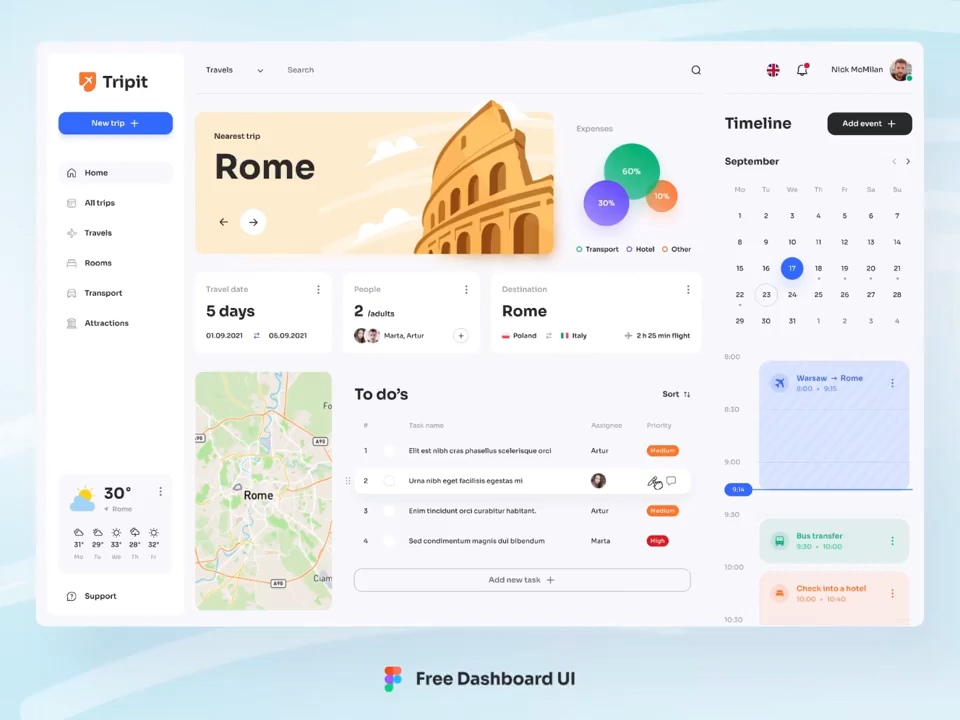 Tripit
New trip +
Home
All trips
Travels
Rooms
Transport
Attractions
30°
Rome
31° 29° 33° 28° 32°
Mo Tu We Th Fr
Support
Travels
Search
Nick McMilan
Nearest trip
Rome
Expenses
60%
30%
10%
Transport Hotel Other
Travel date
5 days
01.09.2021 05.09.2021
People
2 /adults
Marta, Artur
Destination
Rome
Poland Italy 2 h 25 min flight
Fo
A90
A90
Rome
A90
Ciam
To do's
Sort
# Task name Assignee Priority
1 Elit est nibh cras phasellus scelerisque orci Artur Medium
2 Urna nibh eget facilisis egestas mi
3 Enim tincidunt orci curabitur habitant. Artur Medium
4 Sed condimentum magnis dui bibendum Marta High
Add new task +
Timeline
Add event +
September
Mo Tu We Th Fr Sa Su
1 2 3 4 5 6 7
8 9 10 11 12 13 14
15 16 17 18 19 20 21
22 23 24 25 26 27 28
29 30 31 1 2 3 4
8:00
Warsaw → Rome
8:00 • 9:15
8:30
9:00
9:14
9:30
Bus transfer
9:30 • 10:00
10:00
Check into a hotel
10:00 • 10:40
10:30
Free Dashboard UI